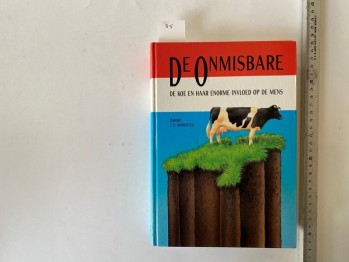 DE ONMISBARE
DE KOE EN HAAR ENORME INVLOED OP DE MENS